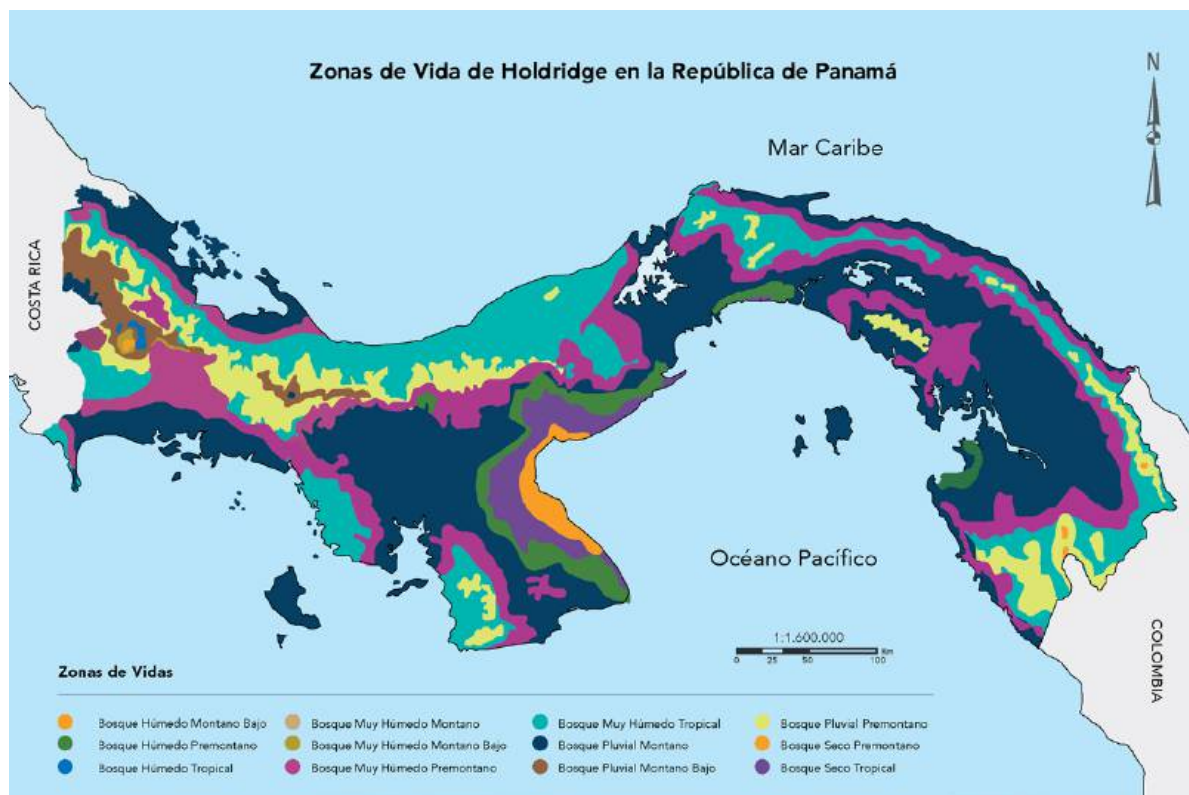 Zonas de Vida de Holdridge en la República de Panamá
N
Mar Caribe
COSTA RICA
Océano Pacífico
COLOMBIA
1:1.600.000
0 25 50 100 Km
Zonas de Vidas
Bosque Húmedo Montano Bajo
Bosque Húmedo Premontano
Bosque Húmedo Tropical
Bosque Muy Húmedo Montano
Bosque Muy Húmedo Montano Bajo
Bosque Muy Húmedo Premontano
Bosque Muy Húmedo Tropical
Bosque Pluvial Montano
Bosque Pluvial Montano Bajo
Bosque Pluvial Premontano
Bosque Seco Premontano
Bosque Seco Tropical